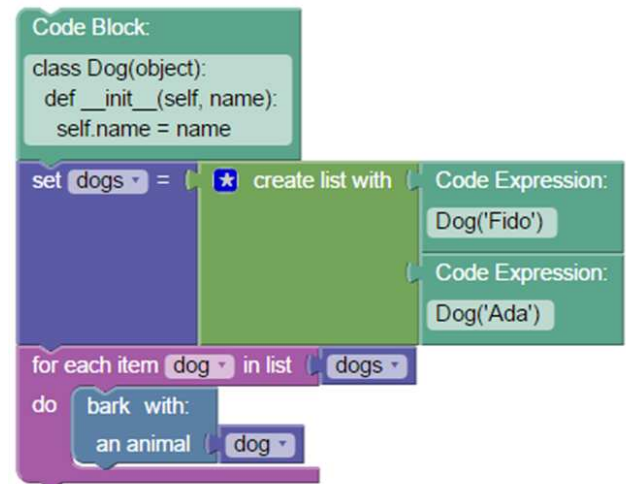 Code Block:
class Dog(object):
def __init__(self, name):
self.name = name
set dogs = create list with Code Expression:
Dog('Fido')
Code Expression:
Dog('Ada')
for each item dog in list dogs
do bark with:
an animal dog